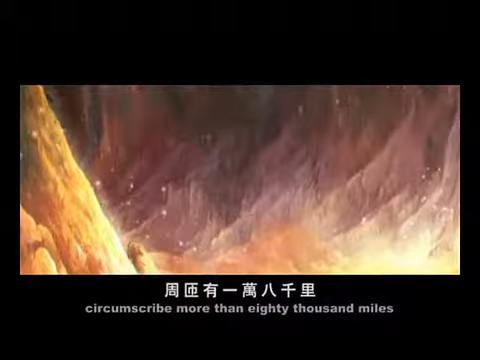 周匝有一萬八千里
circumscribe more than eighty thousand miles